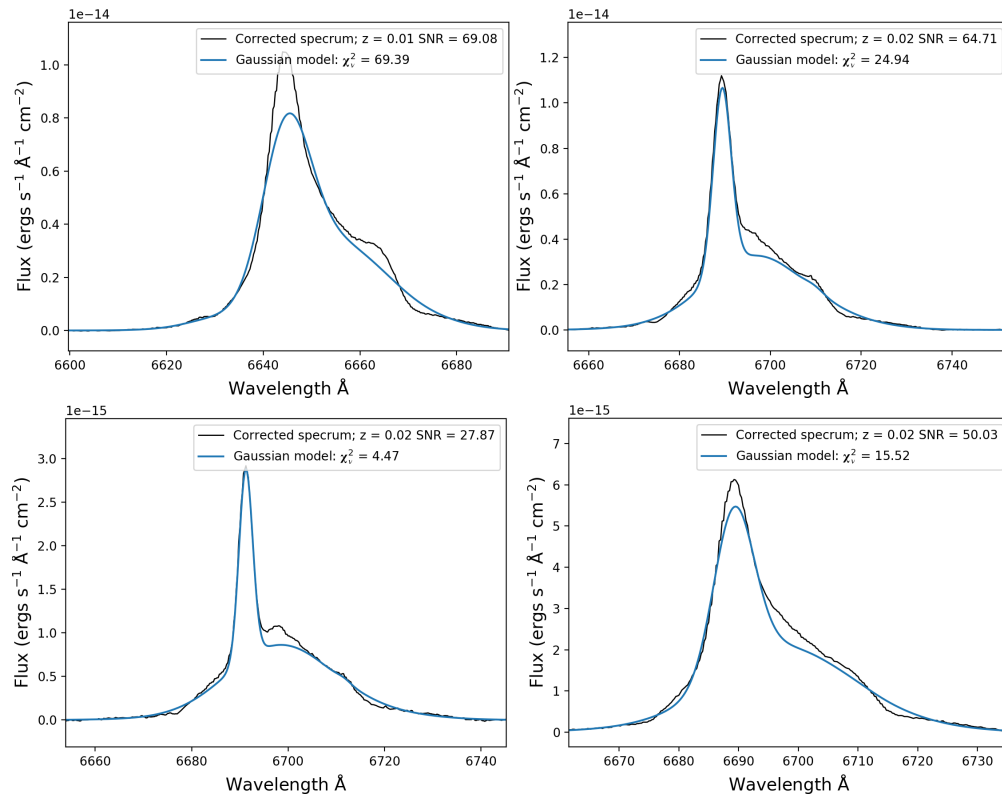 1e−14
Corrected specrum; z = 0.01 SNR = 69.08
Gaussian model: χ²ᵥ = 69.39
Flux (ergs s⁻¹ Å⁻¹ cm⁻²)
1.0
0.8
0.6
0.4
0.2
0.0
6600 6620 6640 6660 6680
Wavelength Å
1e−14
Corrected specrum; z = 0.02 SNR = 64.71
Gaussian model: χ²ᵥ = 24.94
Flux (ergs s⁻¹ Å⁻¹ cm⁻²)
1.2
1.0
0.8
0.6
0.4
0.2
0.0
6660 6680 6700 6720 6740
Wavelength Å
1e−15
Corrected specrum; z = 0.02 SNR = 27.87
Gaussian model: χ²ᵥ = 4.47
Flux (ergs s⁻¹ Å⁻¹ cm⁻²)
3.0
2.5
2.0
1.5
1.0
0.5
0.0
6660 6680 6700 6720 6740
Wavelength Å
1e−15
Corrected specrum; z = 0.02 SNR = 50.03
Gaussian model: χ²ᵥ = 15.52
Flux (ergs s⁻¹ Å⁻¹ cm⁻²)
7
6
5
4
3
2
1
0
6670 6680 6690 6700 6710 6720 6730
Wavelength Å